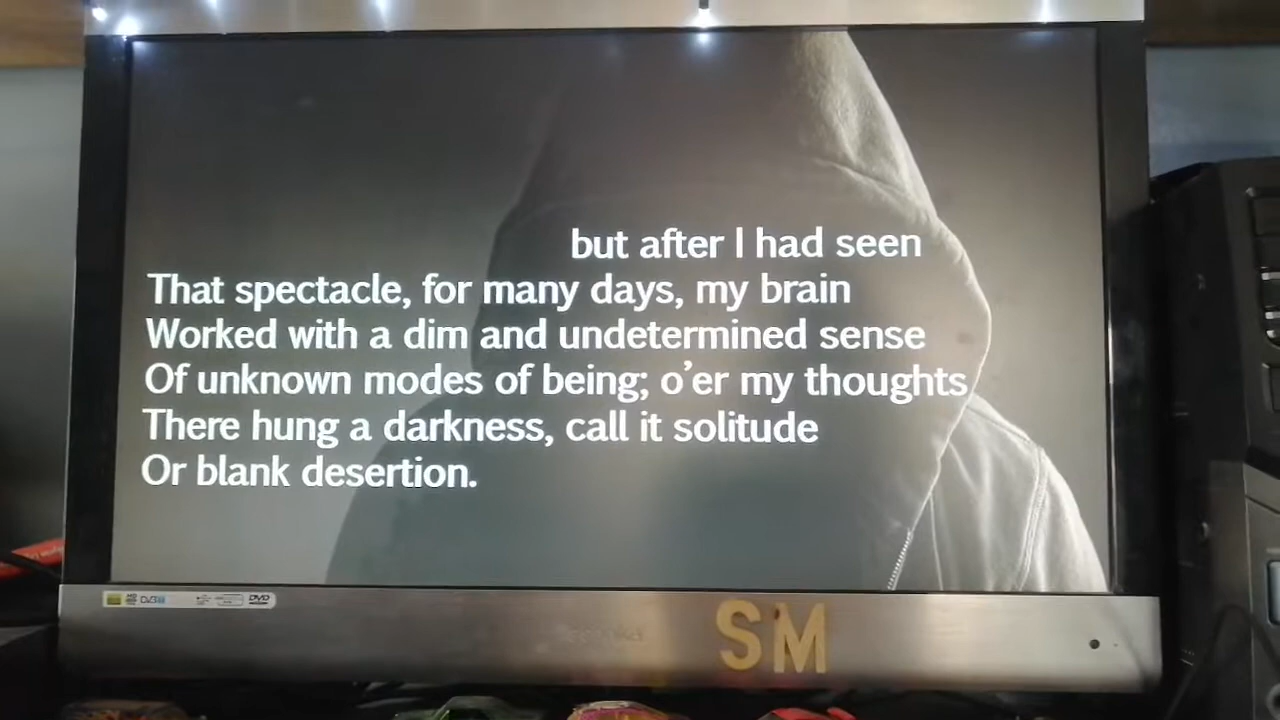 but after I had seen
That spectacle, for many days, my brain
Worked with a dim and undetermined sense
Of unknown modes of being; o’er my thoughts
There hung a darkness, call it solitude
Or blank desertion.
DVD
SM